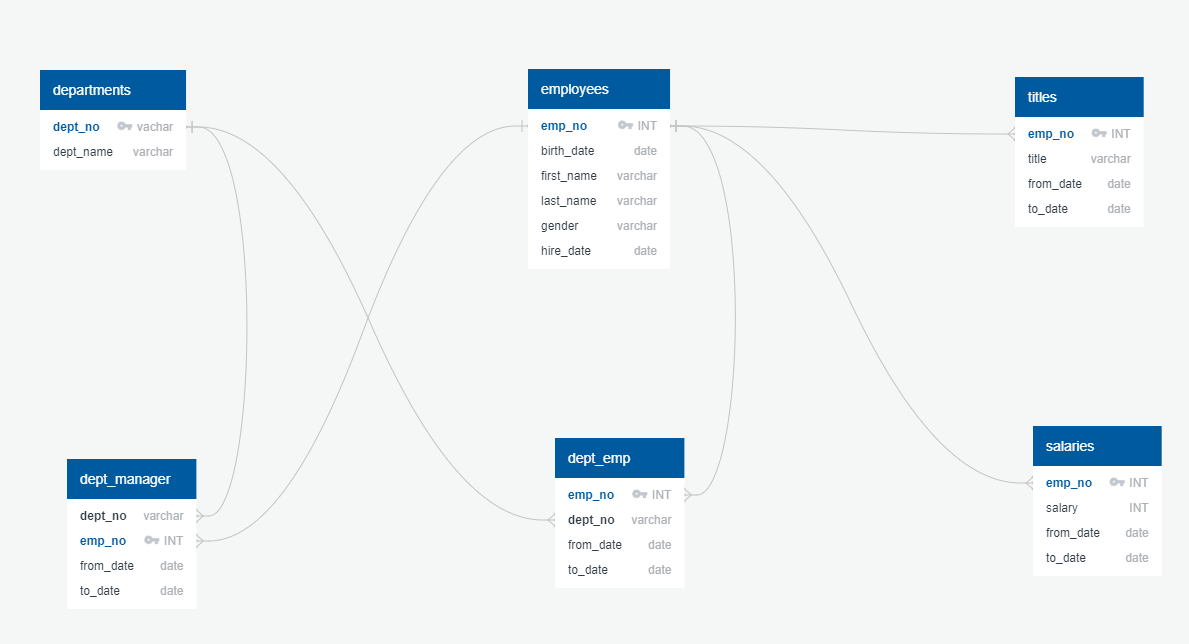 departments
dept_no vachar
dept_name varchar
employees
emp_no INT
birth_date date
first_name varchar
last_name varchar
gender varchar
hire_date date
titles
emp_no INT
title varchar
from_date date
to_date date
dept_manager
dept_no varchar
emp_no INT
from_date date
to_date date
dept_emp
emp_no INT
dept_no varchar
from_date date
to_date date
salaries
emp_no INT
salary INT
from_date date
to_date date